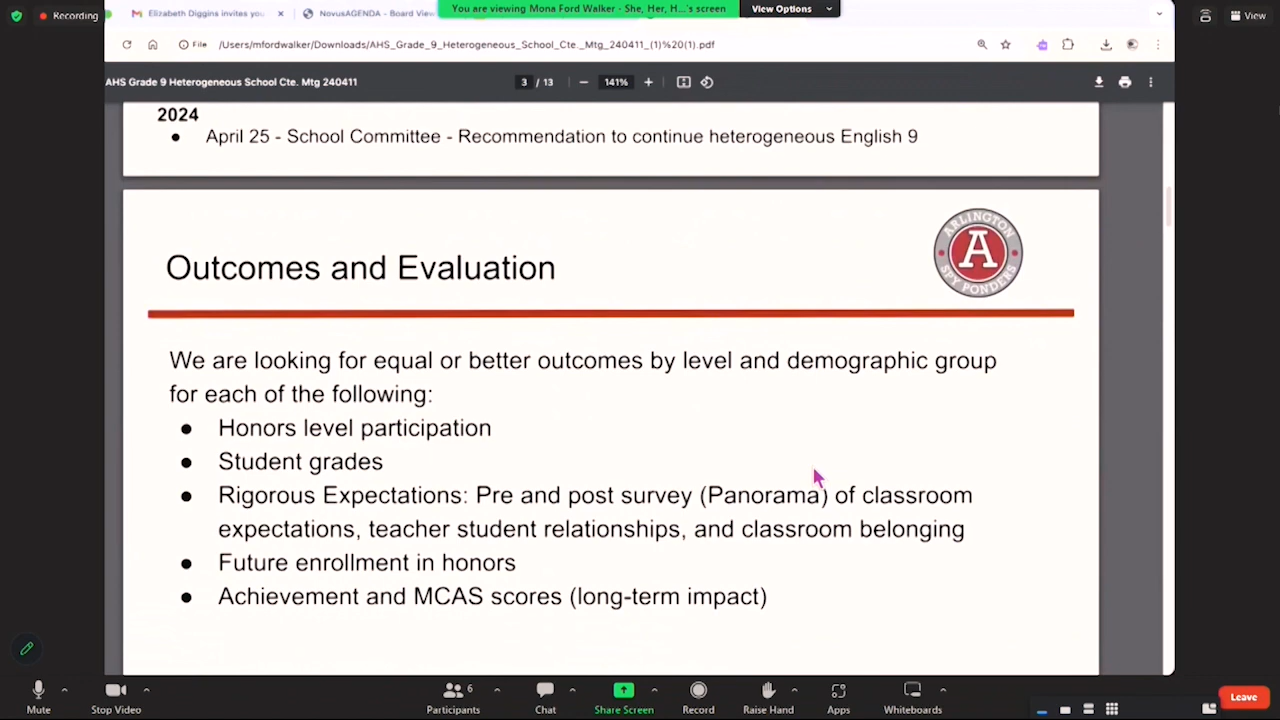 Recording
Elizabeth Diggins invites you
NovusAGENDA - Board View
You are viewing Mona Ford Walker - She, Her, H...'s screen
View Options
View
File
/Users/mfordwalker/Downloads/AHS_Grade_9_Heterogeneous_School_Cte._Mtg_240411_(1)%20(1).pdf
AHS Grade 9 Heterogeneous School Cte. Mtg 240411
3 / 13
141%
2024
● April 25 - School Committee - Recommendation to continue heterogeneous English 9
ARLINGTON
A
SPY PONDERS
Outcomes and Evaluation
We are looking for equal or better outcomes by level and demographic group
for each of the following:
● Honors level participation
● Student grades
● Rigorous Expectations: Pre and post survey (Panorama) of classroom
expectations, teacher student relationships, and classroom belonging
● Future enrollment in honors
● Achievement and MCAS scores (long-term impact)
Mute
Stop Video
6
Participants
Chat
Share Screen
Record
Raise Hand
Apps
Whiteboards
Leave